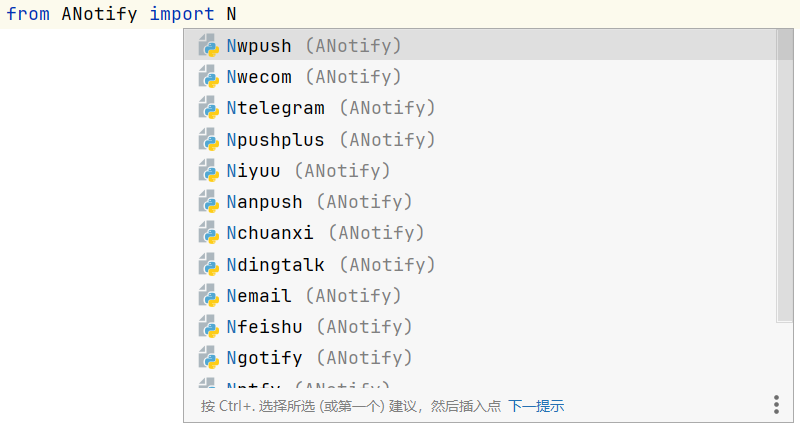 from ANotify import N
Nwpush (ANotify)
Nwecom (ANotify)
Ntelegram (ANotify)
Npushplus (ANotify)
Niyuu (ANotify)
Nanpush (ANotify)
Nchuanxi (ANotify)
Ndingtalk (ANotify)
Nemail (ANotify)
Nfeishu (ANotify)
Ngotify (ANotify)
按 Ctrl+. 选择所选 (或第一个) 建议，然后插入点 下一提示